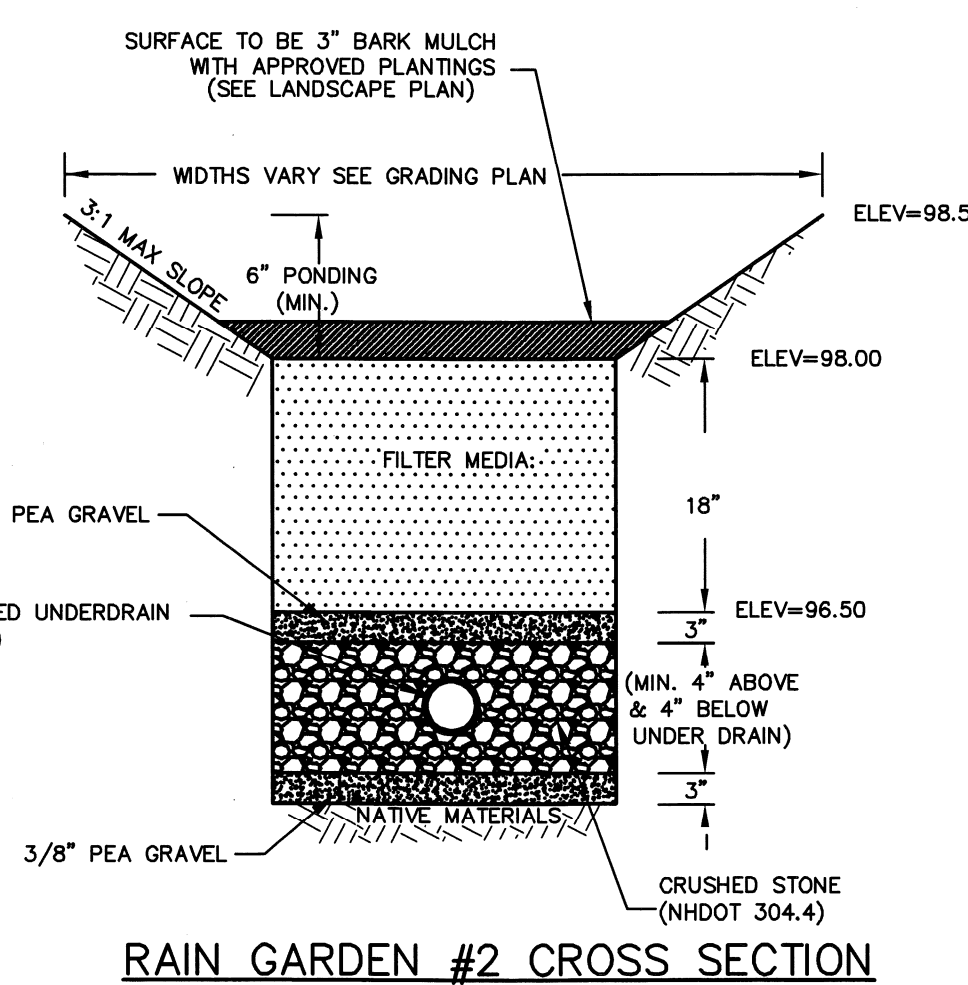 SURFACE TO BE 3" BARK MULCH
WITH APPROVED PLANTINGS
(SEE LANDSCAPE PLAN)
WIDTHS VARY SEE GRADING PLAN
3:1 MAX SLOPE
ELEV=98.5
6" PONDING
(MIN.)
ELEV=98.00
FILTER MEDIA:
18"
PEA GRAVEL
ELEV=96.50
UNDERDRAIN
3"
(MIN. 4" ABOVE
& 4" BELOW
UNDER DRAIN)
3"
NATIVE MATERIALS
3/8" PEA GRAVEL
CRUSHED STONE
(NHDOT 304.4)
RAIN GARDEN #2 CROSS SECTION